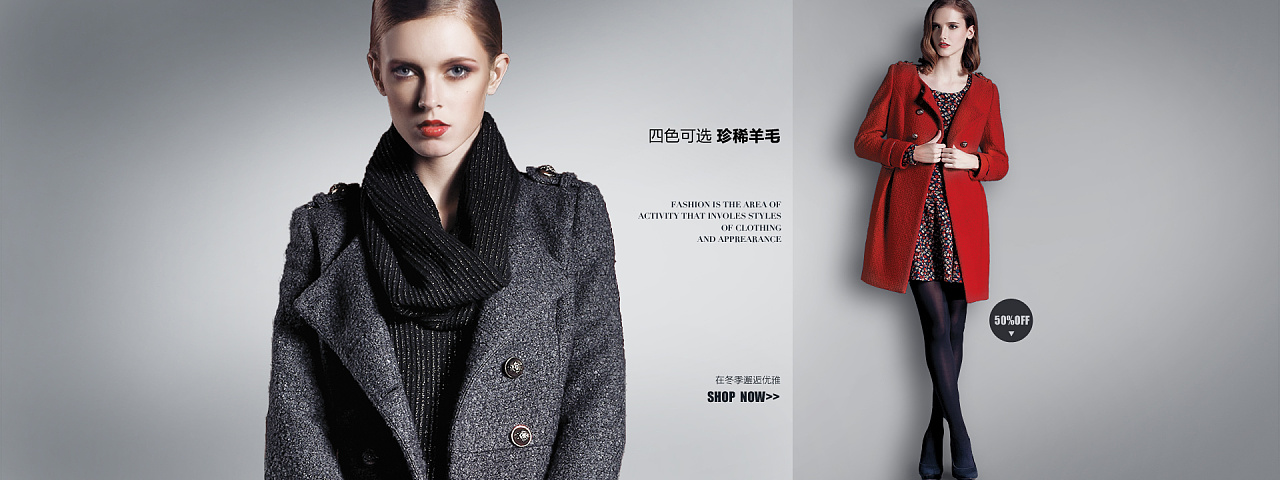 四色可选 珍稀羊毛
FASHION IS THE AREA OF
ACTIVITY THAT INVOLES STYLES
OF CLOTHING
AND APPREARANCE
50%OFF
在冬季邂逅优雅
SHOP NOW>>